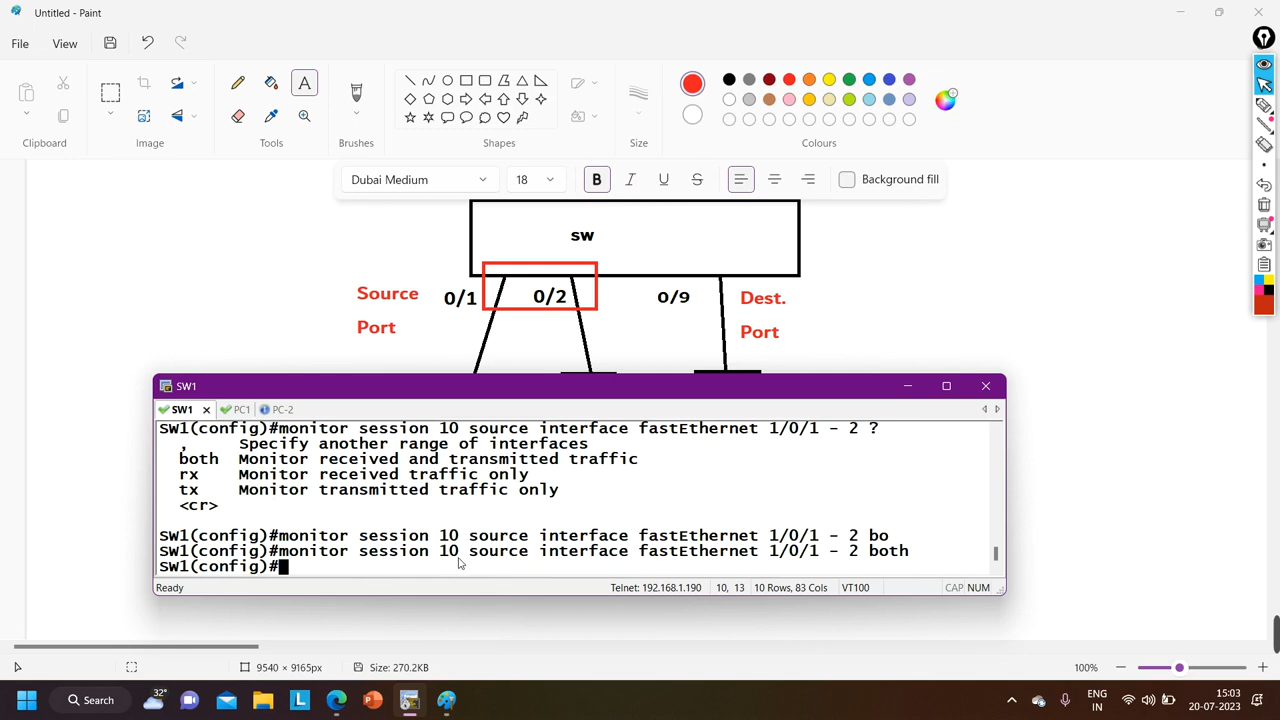 Untitled - Paint
File View
Clipboard Image Tools Brushes Shapes Size Colours
A
Dubai Medium 18 B I U S Background fill
sw
Source 0/1 0/2 0/9 Dest.
Port Port
SW1
SW1 PC1 PC-2
SW1(config)#monitor session 10 source interface fastEthernet 1/0/1 - 2 ?
, Specify another range of interfaces
both Monitor received and transmitted traffic
rx Monitor received traffic only
tx Monitor transmitted traffic only
<cr>
SW1(config)#monitor session 10 source interface fastEthernet 1/0/1 - 2 bo
SW1(config)#monitor session 10 source interface fastEthernet 1/0/1 - 2 both
SW1(config)#
Ready Telnet: 192.168.1.190 10, 13 10 Rows, 83 Cols VT100 CAP NUM
9540 × 9165px Size: 270.2KB 100%
Search 32° L ENG 15:03
IN 20-07-2023